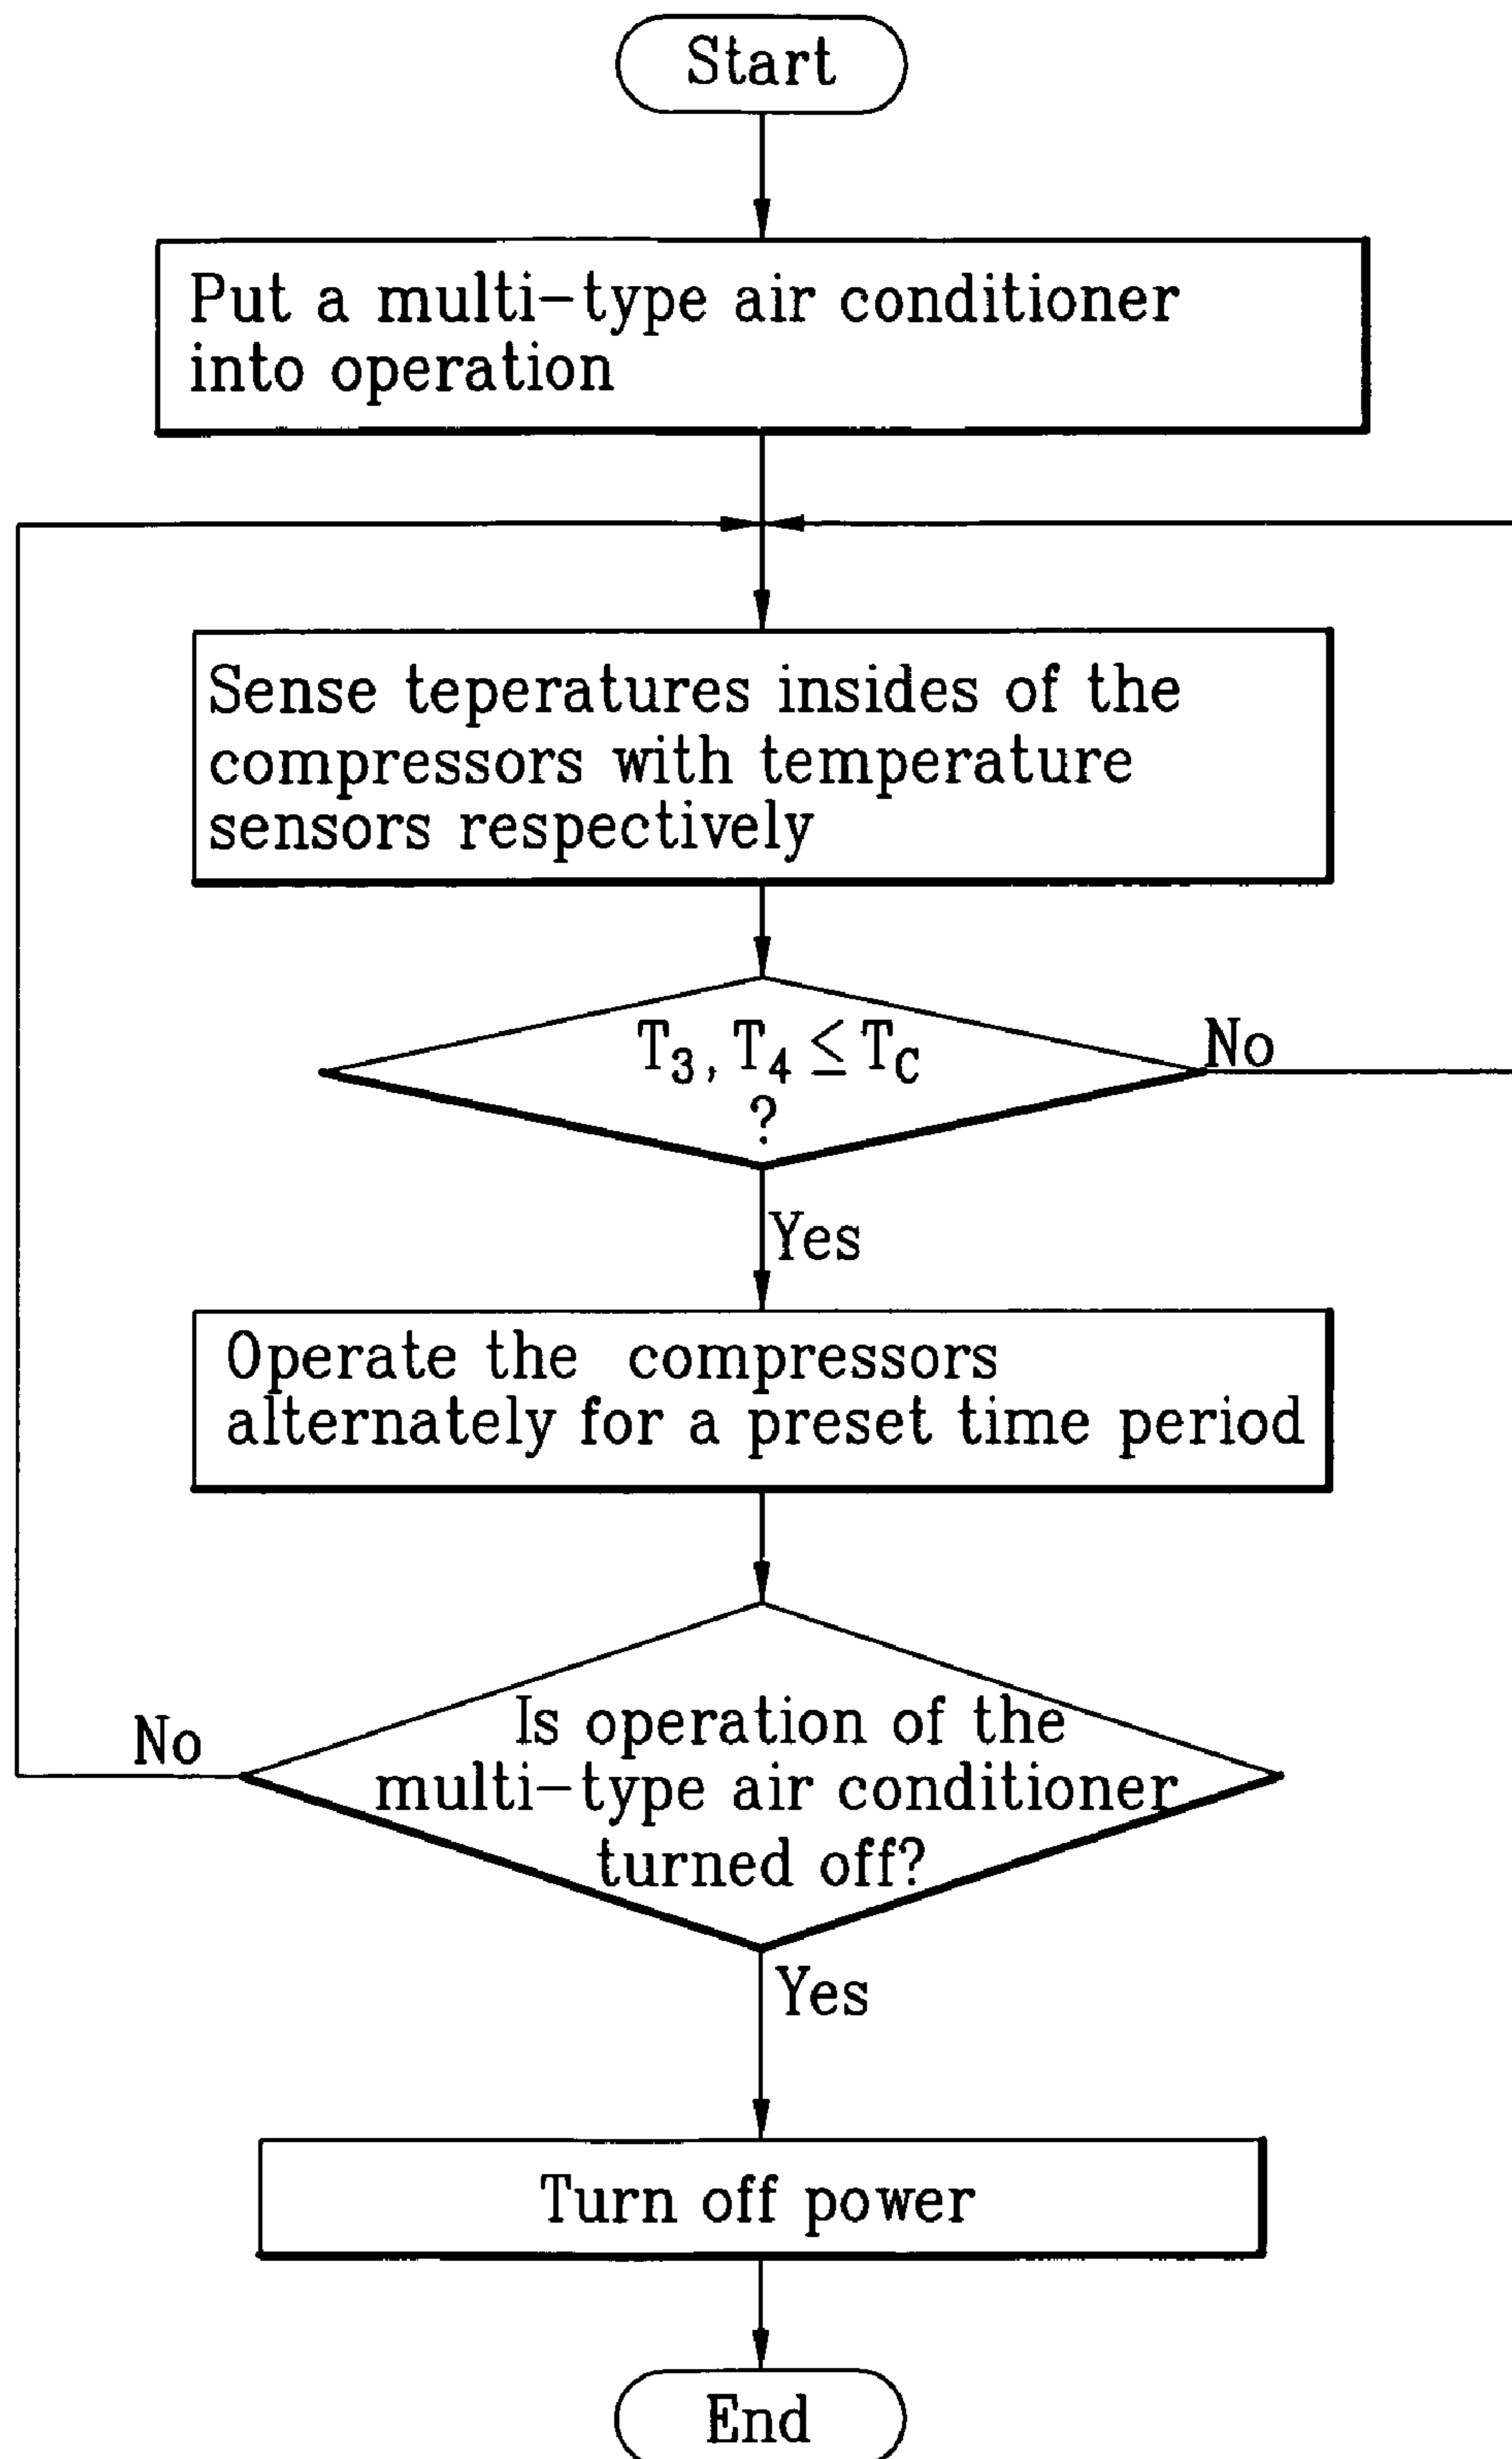 Start
Put a multi-type air conditioner
into operation
Sense teperatures insides of the
compressors with temperature
sensors respectively
T₃, T₄ ≤ T_C
?
No
Yes
Operate the compressors
alternately for a preset time period
Is operation of the
multi-type air conditioner
turned off?
No
Yes
Turn off power
End